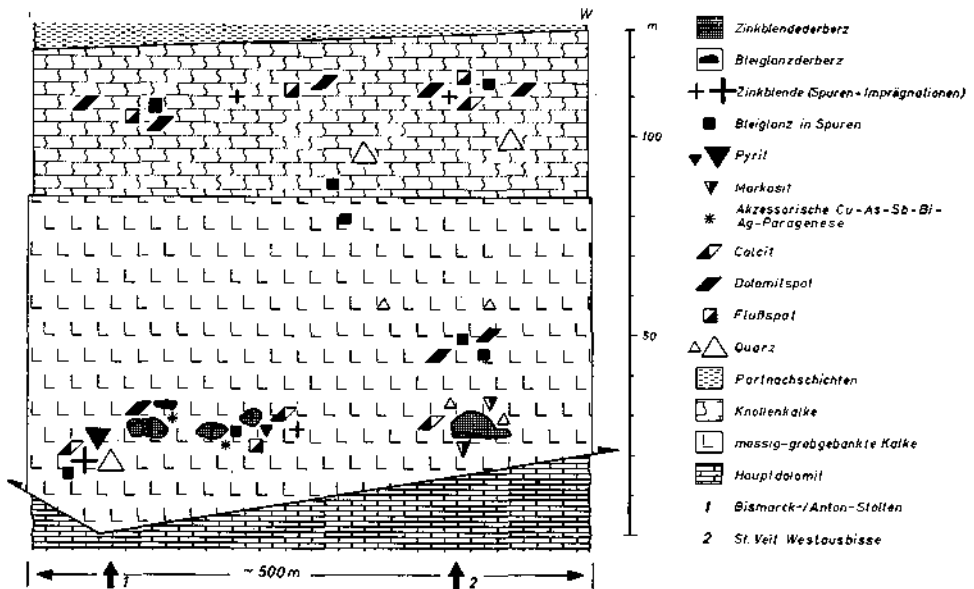 W
m
100
50
~ 500 m
1
2
Zinkblendederberz
Bleiglanzderberz
Zinkblende (Spuren + Imprägnationen)
Bleiglanz in Spuren
Pyrit
Markasit
Akzessorische Cu-As-Sb-Bi-
Ag-Paragenese
Calcit
Dolomitspat
Flußspat
Quarz
Partnachschichten
Knollenkalke
massig-grobgebankte Kalke
Hauptdolomit
1 Bismarck-/Anton-Stollen
2 St. Veit Westausbisse